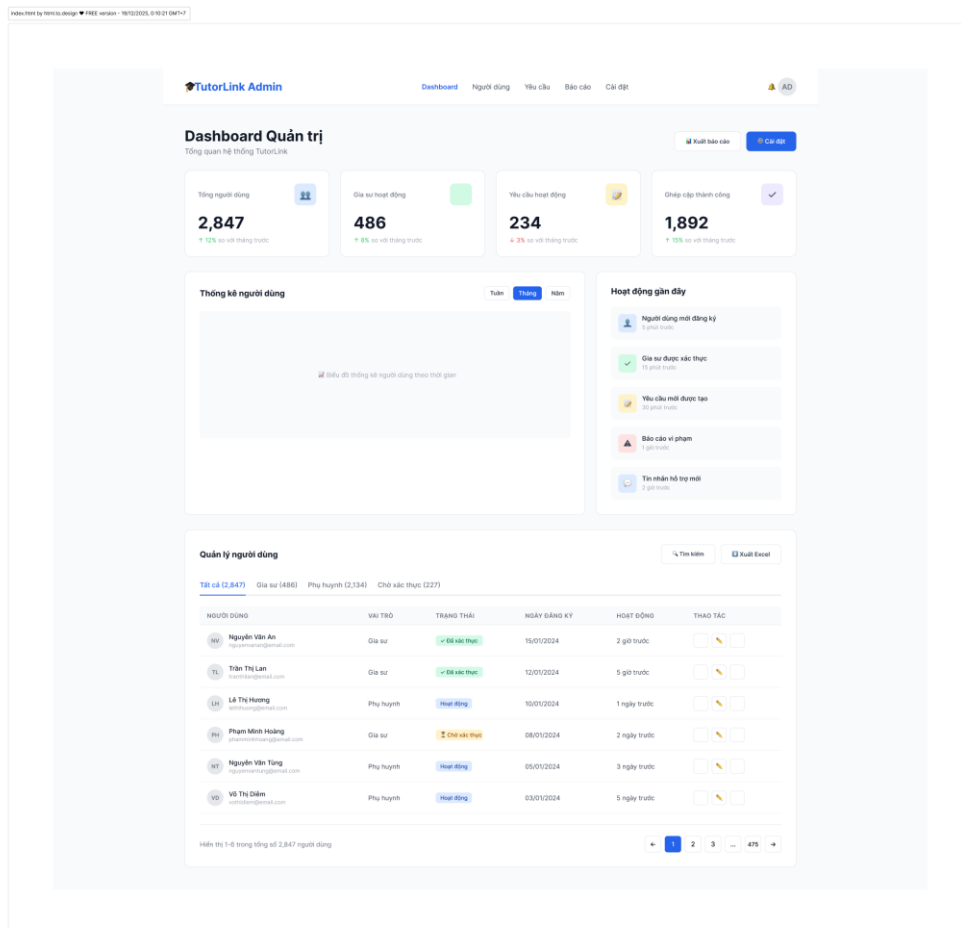 index.html by html.to.design ❤ FREE version - 18/12/2025, 0:10:21 GMT+7
🎓TutorLink Admin
Dashboard Người dùng Yêu cầu Báo cáo Cài đặt
🔔 AD
Dashboard Quản trị
Tổng quan hệ thống TutorLink
📊 Xuất báo cáo
⚙ Cài đặt
Tổng người dùng
2,847
↑ 12% so với tháng trước
Gia sư hoạt động
486
↑ 8% so với tháng trước
Yêu cầu hoạt động
234
↓ 3% so với tháng trước
Ghép cặp thành công
1,892
↑ 15% so với tháng trước
Thống kê người dùng
Tuần Tháng Năm
📈 Biểu đồ thống kê người dùng theo thời gian
Hoạt động gần đây
Người dùng mới đăng ký
5 phút trước
Gia sư được xác thực
15 phút trước
Yêu cầu mới được tạo
30 phút trước
Báo cáo vi phạm
1 giờ trước
Tin nhắn hỗ trợ mới
2 giờ trước
Quản lý người dùng
🔍 Tìm kiếm
Xuất Excel
Tất cả (2,847) Gia sư (486) Phụ huynh (2,134) Chờ xác thực (227)
NGƯỜI DÙNG VAI TRÒ TRẠNG THÁI NGÀY ĐĂNG KÝ HOẠT ĐỘNG THAO TÁC
NV Nguyễn Văn An Gia sư ✓ Đã xác thực 15/01/2024 2 giờ trước
nguyenvanan@email.com
TL Trần Thị Lan Gia sư ✓ Đã xác thực 12/01/2024 5 giờ trước
tranthilan@email.com
LH Lê Thị Hương Phụ huynh Hoạt động 10/01/2024 1 ngày trước
lethihuong@email.com
PH Phạm Minh Hoàng Gia sư ⏳ Chờ xác thực 08/01/2024 2 ngày trước
phamminhhoang@email.com
NT Nguyễn Văn Tùng Phụ huynh Hoạt động 05/01/2024 3 ngày trước
nguyenvantung@email.com
VD Võ Thị Diễm Phụ huynh Hoạt động 03/01/2024 5 ngày trước
vothidiem@email.com
Hiển thị 1-6 trong tổng số 2,847 người dùng
← 1 2 3 ... 475 →